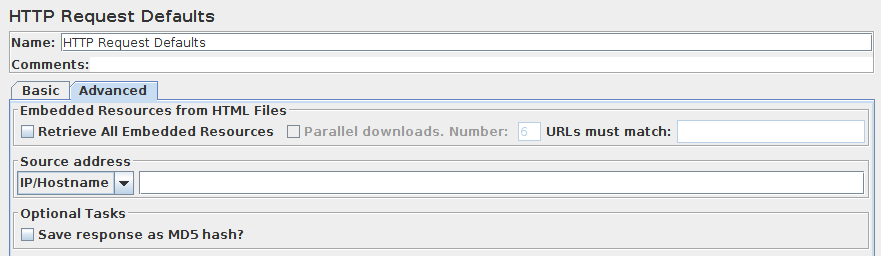 HTTP Request Defaults
Name: HTTP Request Defaults
Comments:
Basic Advanced
Embedded Resources from HTML Files
Retrieve All Embedded Resources Parallel downloads. Number: 6 URLs must match:
Source address
IP/Hostname
Optional Tasks
Save response as MD5 hash?